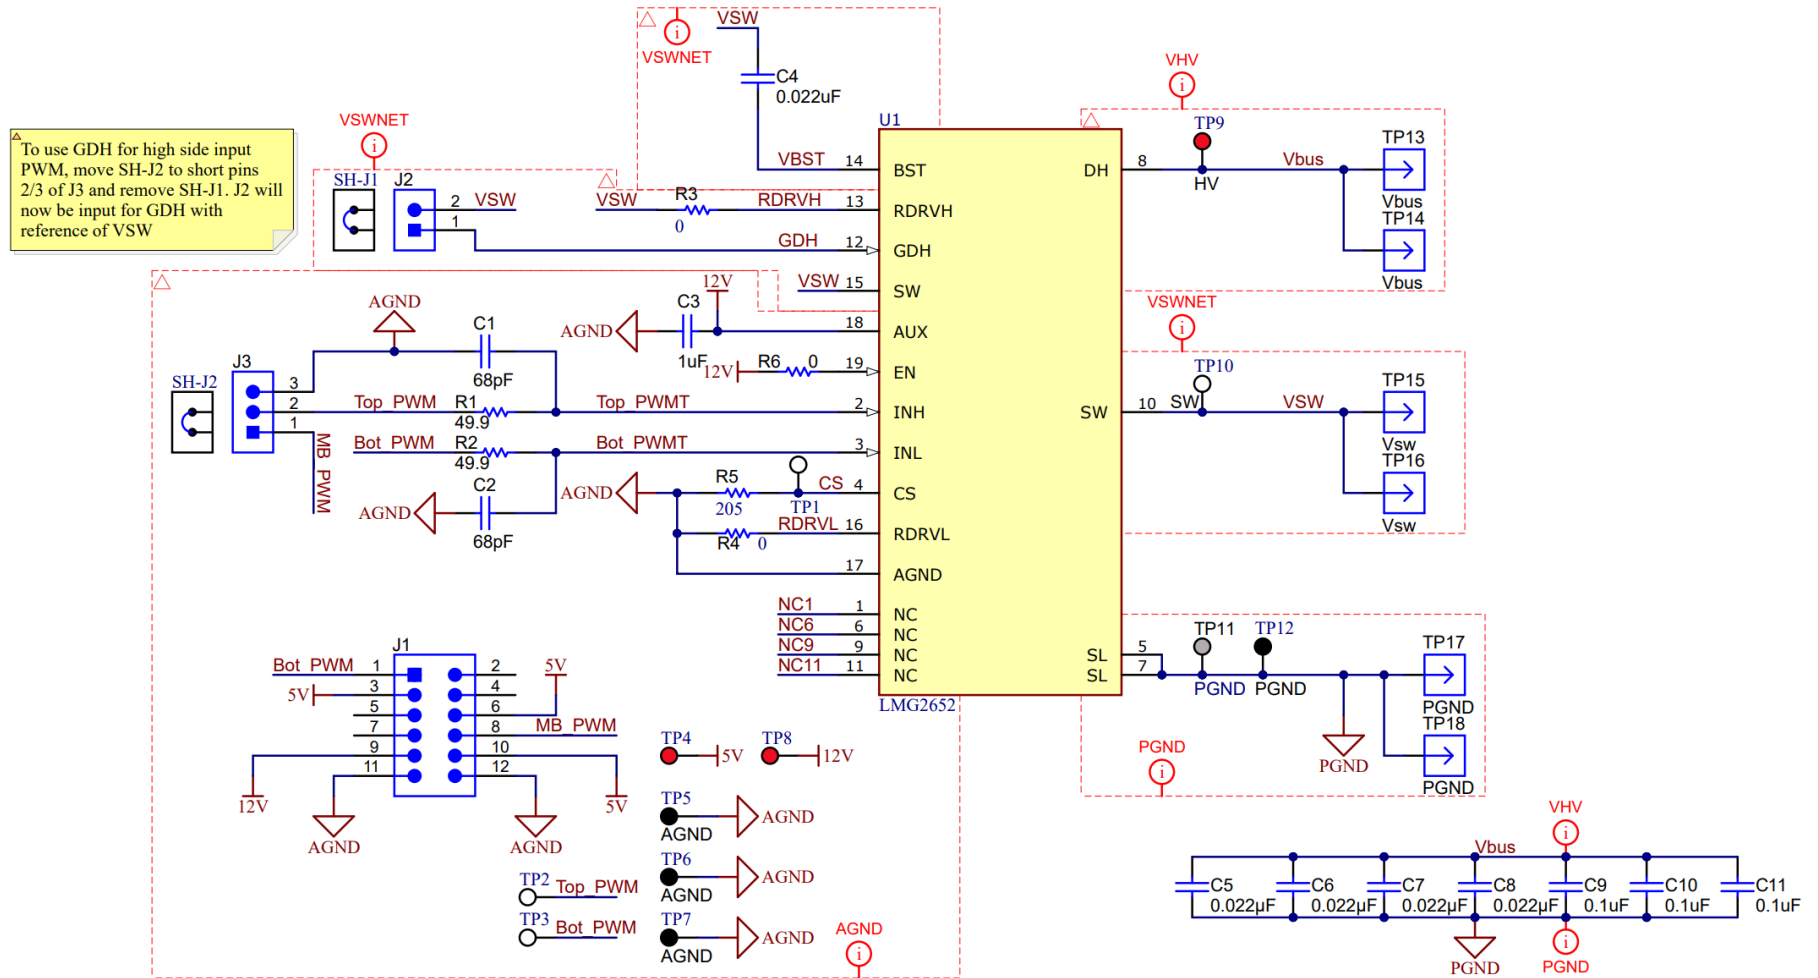 To use GDH for high side input
PWM, move SH-J2 to short pins
2/3 of J3 and remove SH-J1. J2 will
now be input for GDH with
reference of VSW
VSWNET
i
SH-J1
J2
2
VSW
1
VSW
i
VSWNET
C4
0.022uF
VBST
14
VSW
R3
0
RDRVH
13
GDH
12
VSW
15
12V
C3
AGND
1uF
18
12V
R6
0
19
AGND
C1
68pF
J3
SH-J2
3
2
1
MB_PWM
Top_PWM
R1
49.9
Top_PWMT
2
Bot_PWM
R2
49.9
Bot_PWMT
3
C2
AGND
68pF
AGND
R5
205
TP1
CS
4
R4
0
RDRVL
16
17
NC1
1
NC6
6
NC9
9
NC11
11
U1
BST
RDRVH
GDH
SW
AUX
EN
INH
INL
CS
RDRVL
AGND
NC
NC
NC
NC
DH
SW
SL
SL
LMG2652
VHV
i
8
TP9
HV
Vbus
TP13
Vbus
TP14
Vbus
VSWNET
i
10
TP10
SW
VSW
TP15
Vsw
TP16
Vsw
5
7
TP11
PGND
TP12
PGND
PGND
TP17
PGND
TP18
PGND
PGND
i
J1
Bot_PWM
1
2
5V
3
4
5V
5
6
7
8
MB_PWM
9
10
11
12
12V
AGND
AGND
5V
TP4
5V
TP8
12V
TP5
AGND
AGND
TP6
AGND
AGND
TP7
AGND
AGND
TP2
Top_PWM
TP3
Bot_PWM
AGND
i
VHV
i
Vbus
C5
0.022µF
C6
0.022µF
C7
0.022µF
C8
0.022µF
C9
0.1uF
C10
0.1uF
C11
0.1uF
PGND
i
PGND